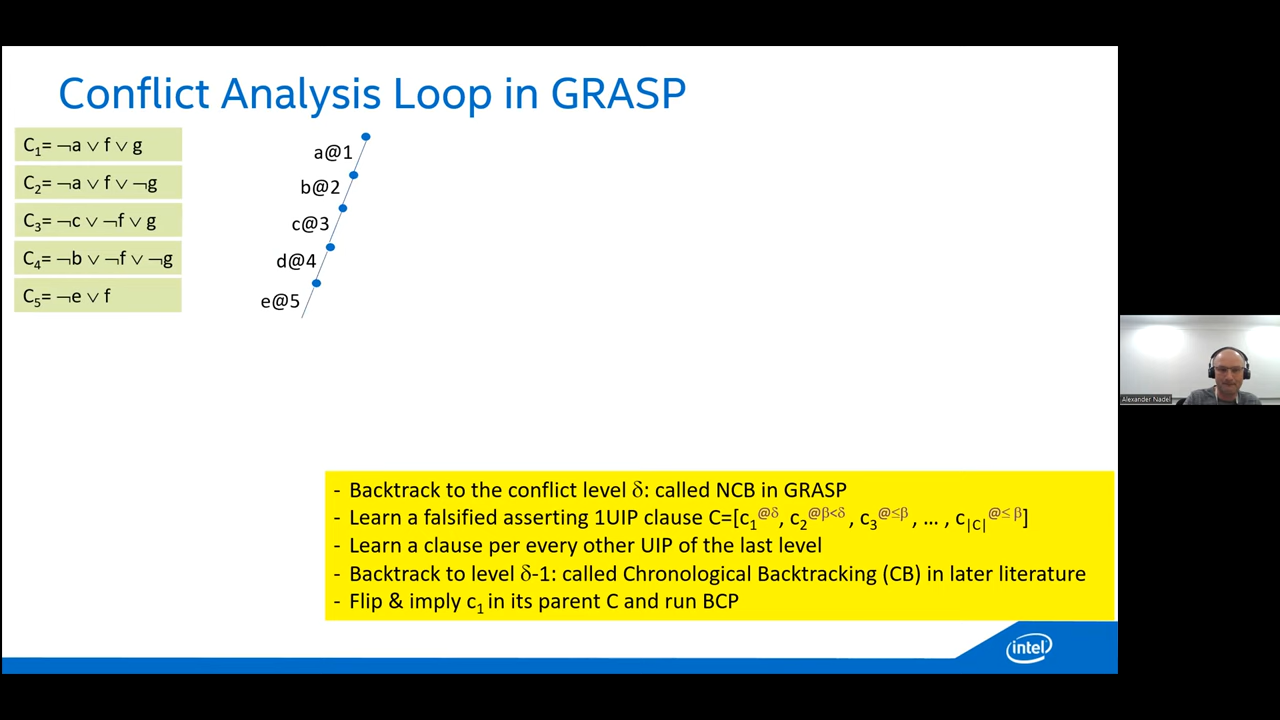 Conflict Analysis Loop in GRASP
C₁= ¬a ∨ f ∨ g
C₂= ¬a ∨ f ∨ ¬g
C₃= ¬c ∨ ¬f ∨ g
C₄= ¬b ∨ ¬f ∨ ¬g
C₅= ¬e ∨ f
a@1
b@2
c@3
d@4
e@5
- Backtrack to the conflict level δ: called NCB in GRASP
- Learn a falsified asserting 1UIP clause C=[c₁@δ, c₂@β<δ, c₃@≤β, … , c|C|@≤ β]
- Learn a clause per every other UIP of the last level
- Backtrack to level δ-1: called Chronological Backtracking (CB) in later literature
- Flip & imply c₁ in its parent C and run BCP
intel
Alexander Nadel